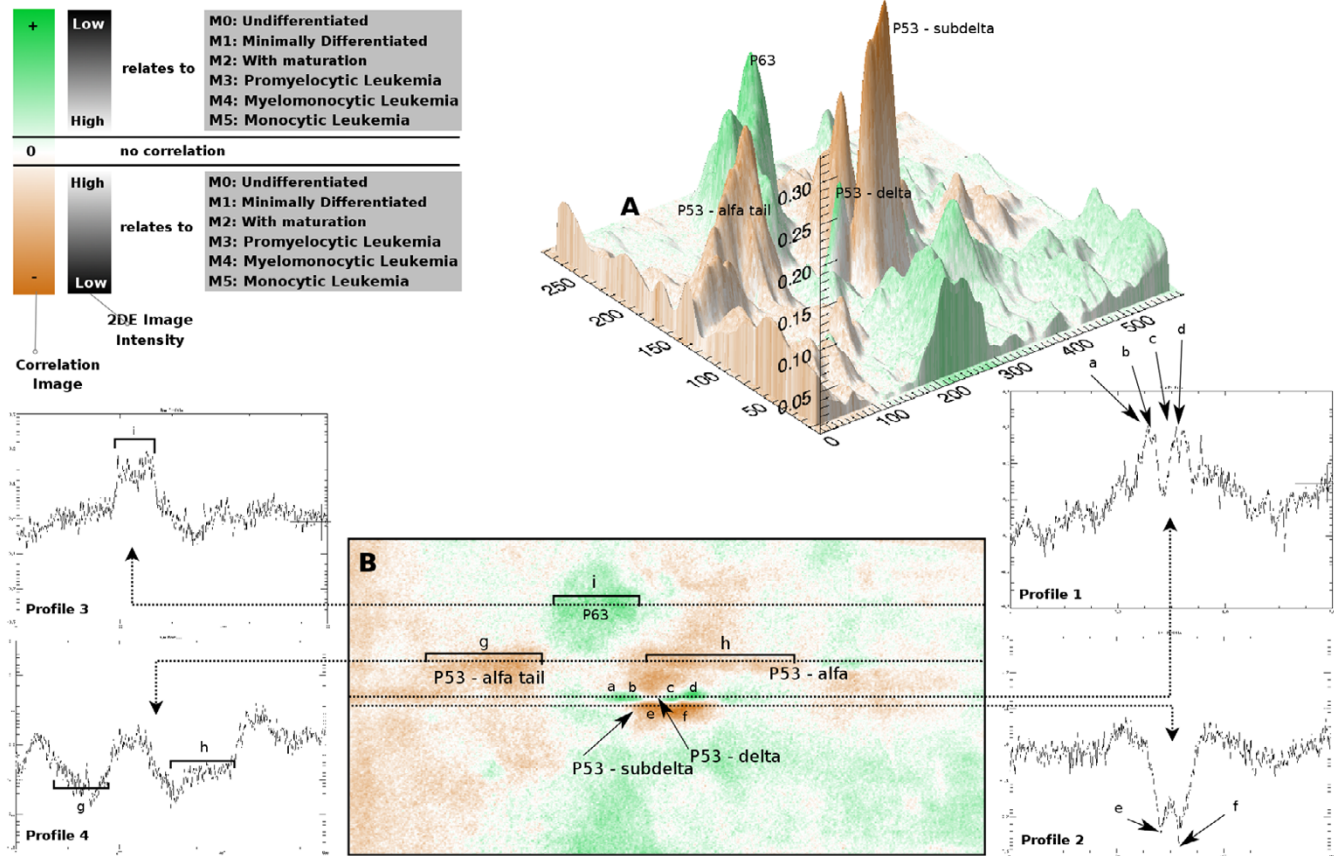 +
Low
M0: Undifferentiated
M1: Minimally Differentiated
M2: With maturation
relates to
M3: Promyelocytic Leukemia
M4: Myelomonocytic Leukemia
High
M5: Monocytic Leukemia
0
no correlation
High
M0: Undifferentiated
M1: Minimally Differentiated
M2: With maturation
relates to
M3: Promyelocytic Leukemia
M4: Myelomonocytic Leukemia
-
Low
M5: Monocytic Leukemia
2DE Image
Intensity
Correlation
Image
A
P63
P53 - subdelta
P53 - alfa tail
P53 - delta
0.30
0.25
0.20
0.15
0.10
0.05
250
200
150
100
50
0
100
200
300
400
500
i
Profile 3
a
b
c
d
Profile 1
B
i
P63
g
h
P53 - alfa tail
P53 - alfa
a
b
c
d
e
f
P53 - delta
P53 - subdelta
h
g
Profile 4
e
f
Profile 2